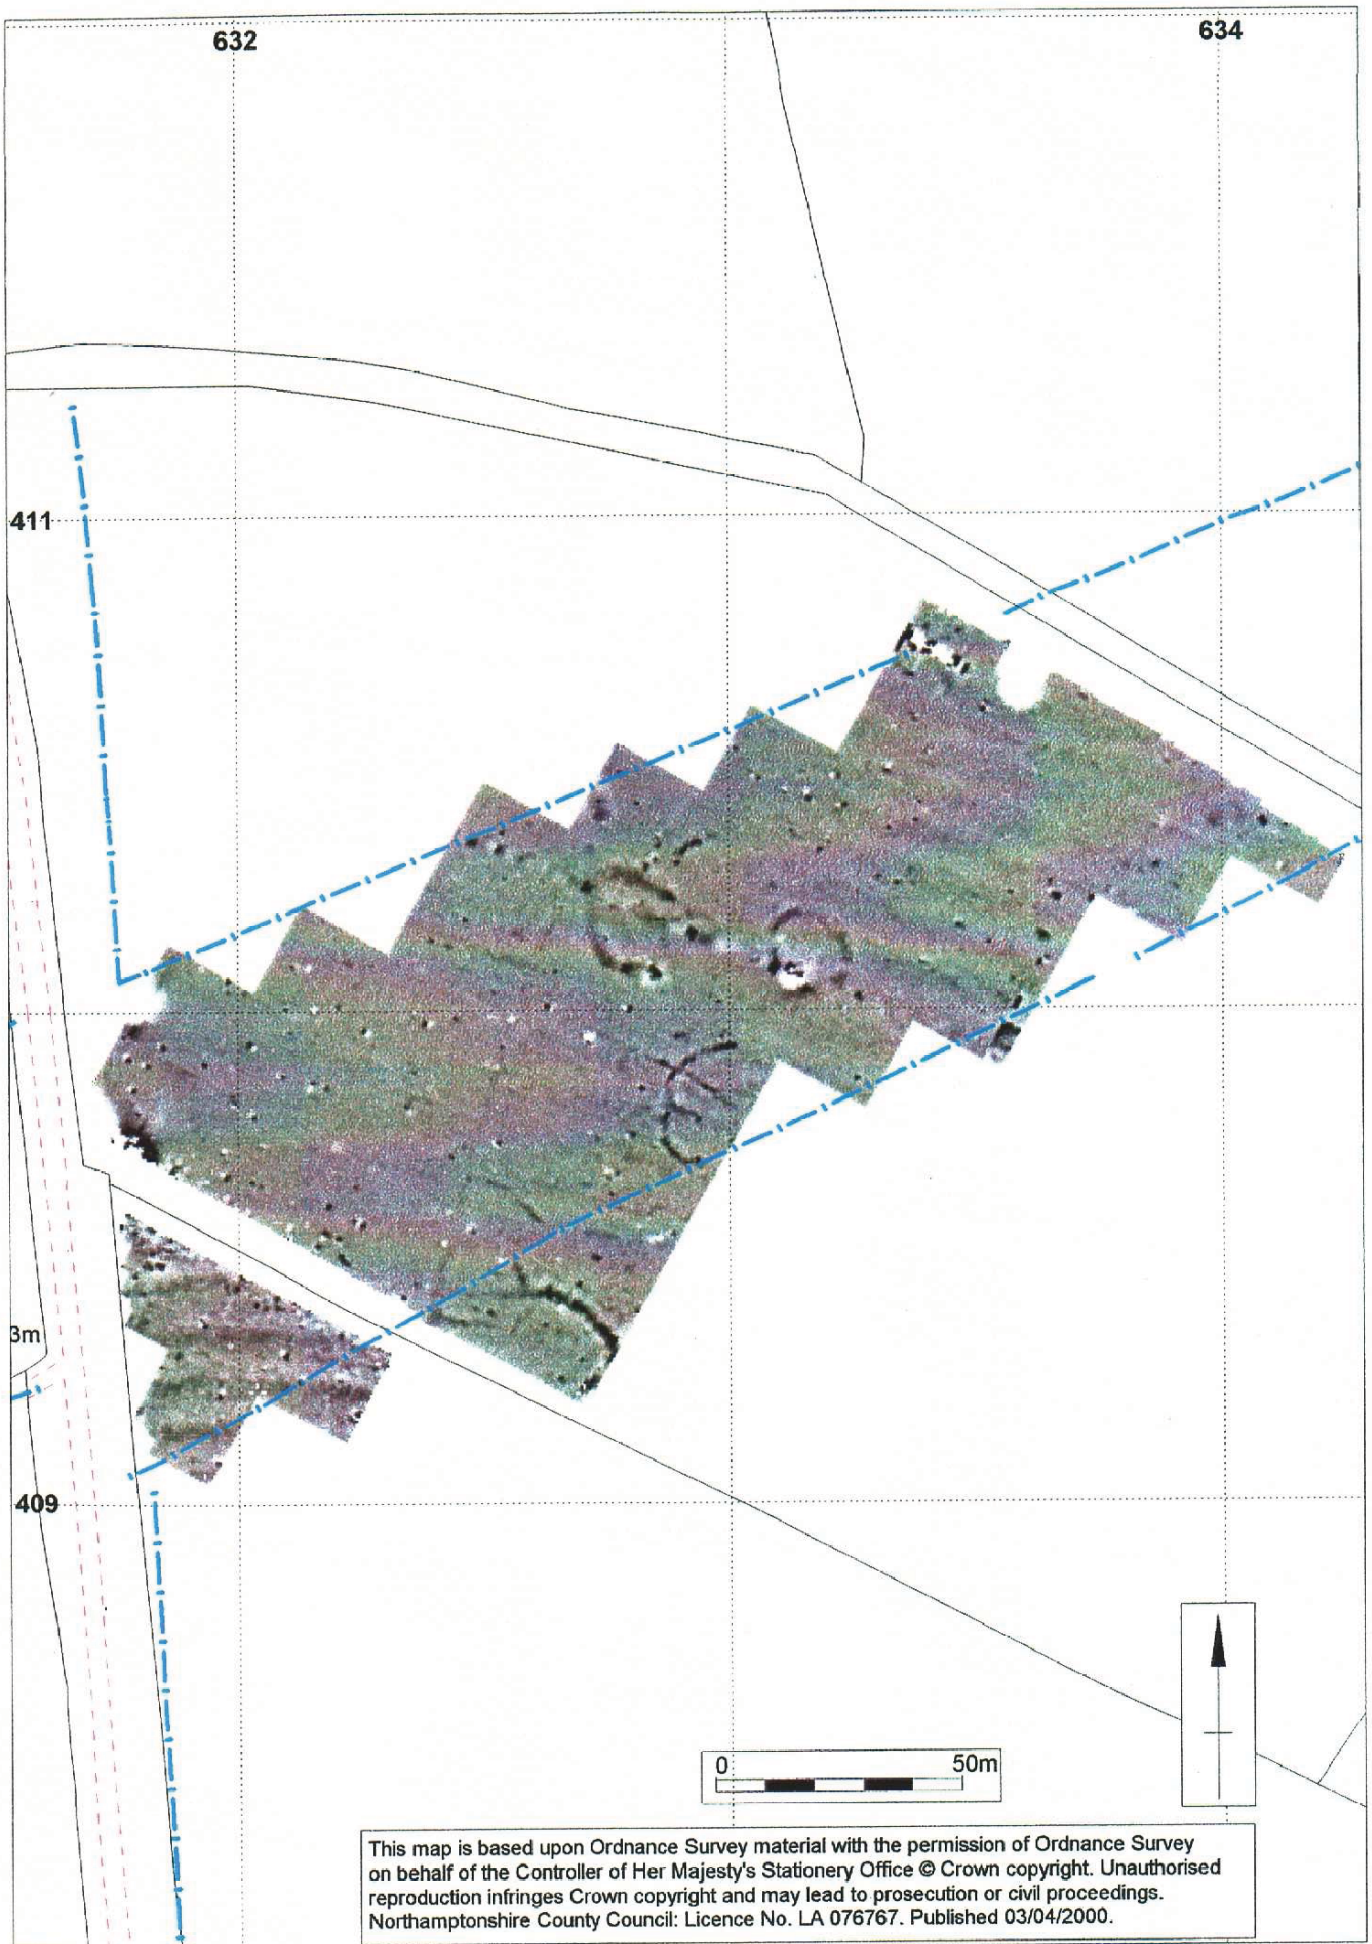 632
634
411
3m
409
0
50m
This map is based upon Ordnance Survey material with the permission of Ordnance Survey
on behalf of the Controller of Her Majesty's Stationery Office © Crown copyright. Unauthorised
reproduction infringes Crown copyright and may lead to prosecution or civil proceedings.
Northamptonshire County Council: Licence No. LA 076767. Published 03/04/2000.